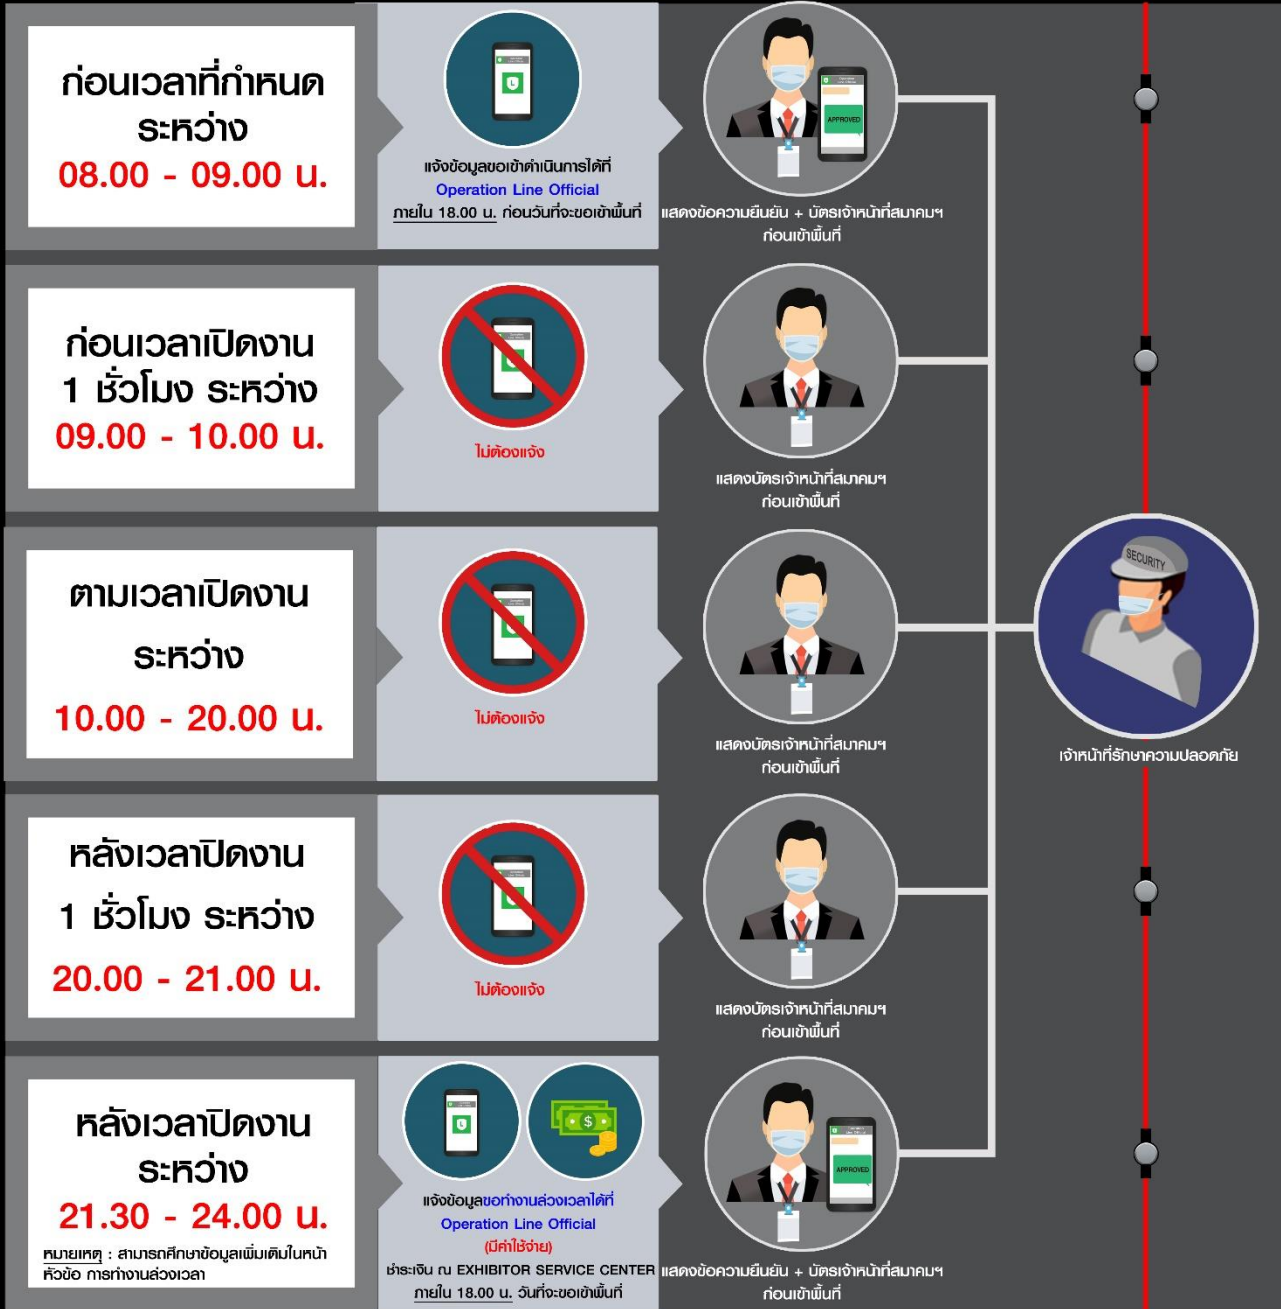 ก่อนเวลาที่กำหนด
ระหว่าง
08.00 - 09.00 น.
แจ้งข้อมูลขอเข้าดำเนินการได้ที่
Operation Line Official
ภายใน 18.00 น. ก่อนวันที่จะขอเข้าพื้นที่
APPROVED
แสดงข้อความยืนยัน + บัตรเจ้าหน้าที่สมาคมฯ
ก่อนเข้าพื้นที่
ก่อนเวลาเปิดงาน
1 ชั่วโมง ระหว่าง
09.00 - 10.00 น.
ไม่ต้องแจ้ง
แสดงบัตรเจ้าหน้าที่สมาคมฯ
ก่อนเข้าพื้นที่
ตามเวลาเปิดงาน
ระหว่าง
10.00 - 20.00 น.
ไม่ต้องแจ้ง
แสดงบัตรเจ้าหน้าที่สมาคมฯ
ก่อนเข้าพื้นที่
SECURITY
เจ้าหน้าที่รักษาความปลอดภัย
หลังเวลาปิดงาน
1 ชั่วโมง ระหว่าง
20.00 - 21.00 น.
ไม่ต้องแจ้ง
แสดงบัตรเจ้าหน้าที่สมาคมฯ
ก่อนเข้าพื้นที่
หลังเวลาปิดงาน
ระหว่าง
21.30 - 24.00 น.
หมายเหตุ : สามารถศึกษาข้อมูลเพิ่มเติมในหน้า
หัวข้อ การทำงานล่วงเวลา
แจ้งข้อมูลขอทำงานล่วงเวลาได้ที่
Operation Line Official
(มีค่าใช้จ่าย)
ชำระเงิน ณ EXHIBITOR SERVICE CENTER
ภายใน 18.00 น. วันที่จะขอเข้าพื้นที่
APPROVED
แสดงข้อความยืนยัน + บัตรเจ้าหน้าที่สมาคมฯ
ก่อนเข้าพื้นที่